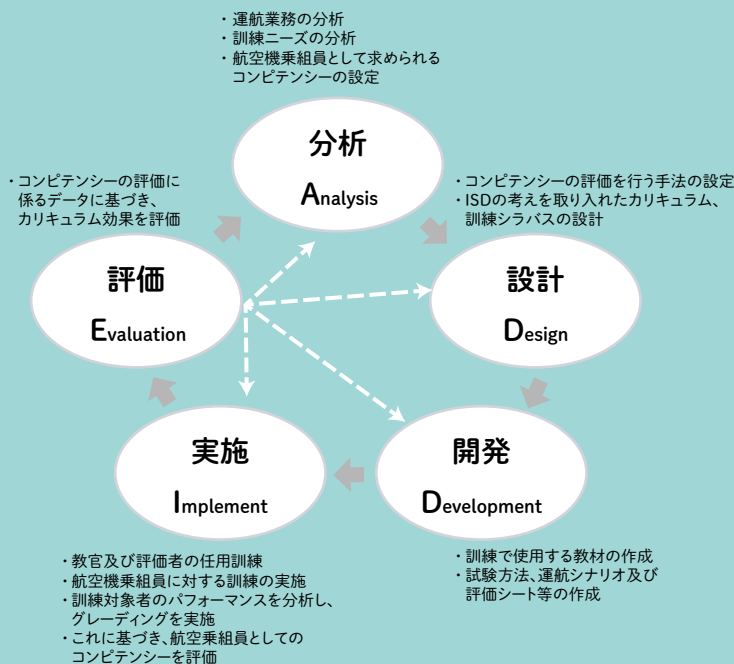 ・運航業務の分析
・訓練ニーズの分析
・航空機乗組員として求められる
コンピテンシーの設定
分析
Analysis
・コンピテンシーの評価を行う手法の設定
・ISDの考えを取り入れたカリキュラム、
訓練シラバスの設計
設計
Design
開発
Development
・訓練で使用する教材の作成
・試験方法、運航シナリオ及び
評価シート等の作成
実施
Implement
・教官及び評価者の任用訓練
・航空機乗組員に対する訓練の実施
・訓練対象者のパフォーマンスを分析し、
グレーディングを実施
・これに基づき、航空乗組員としての
コンピテンシーを評価
・コンピテンシーの評価に
係るデータに基づき、
カリキュラム効果を評価
評価
Evaluation